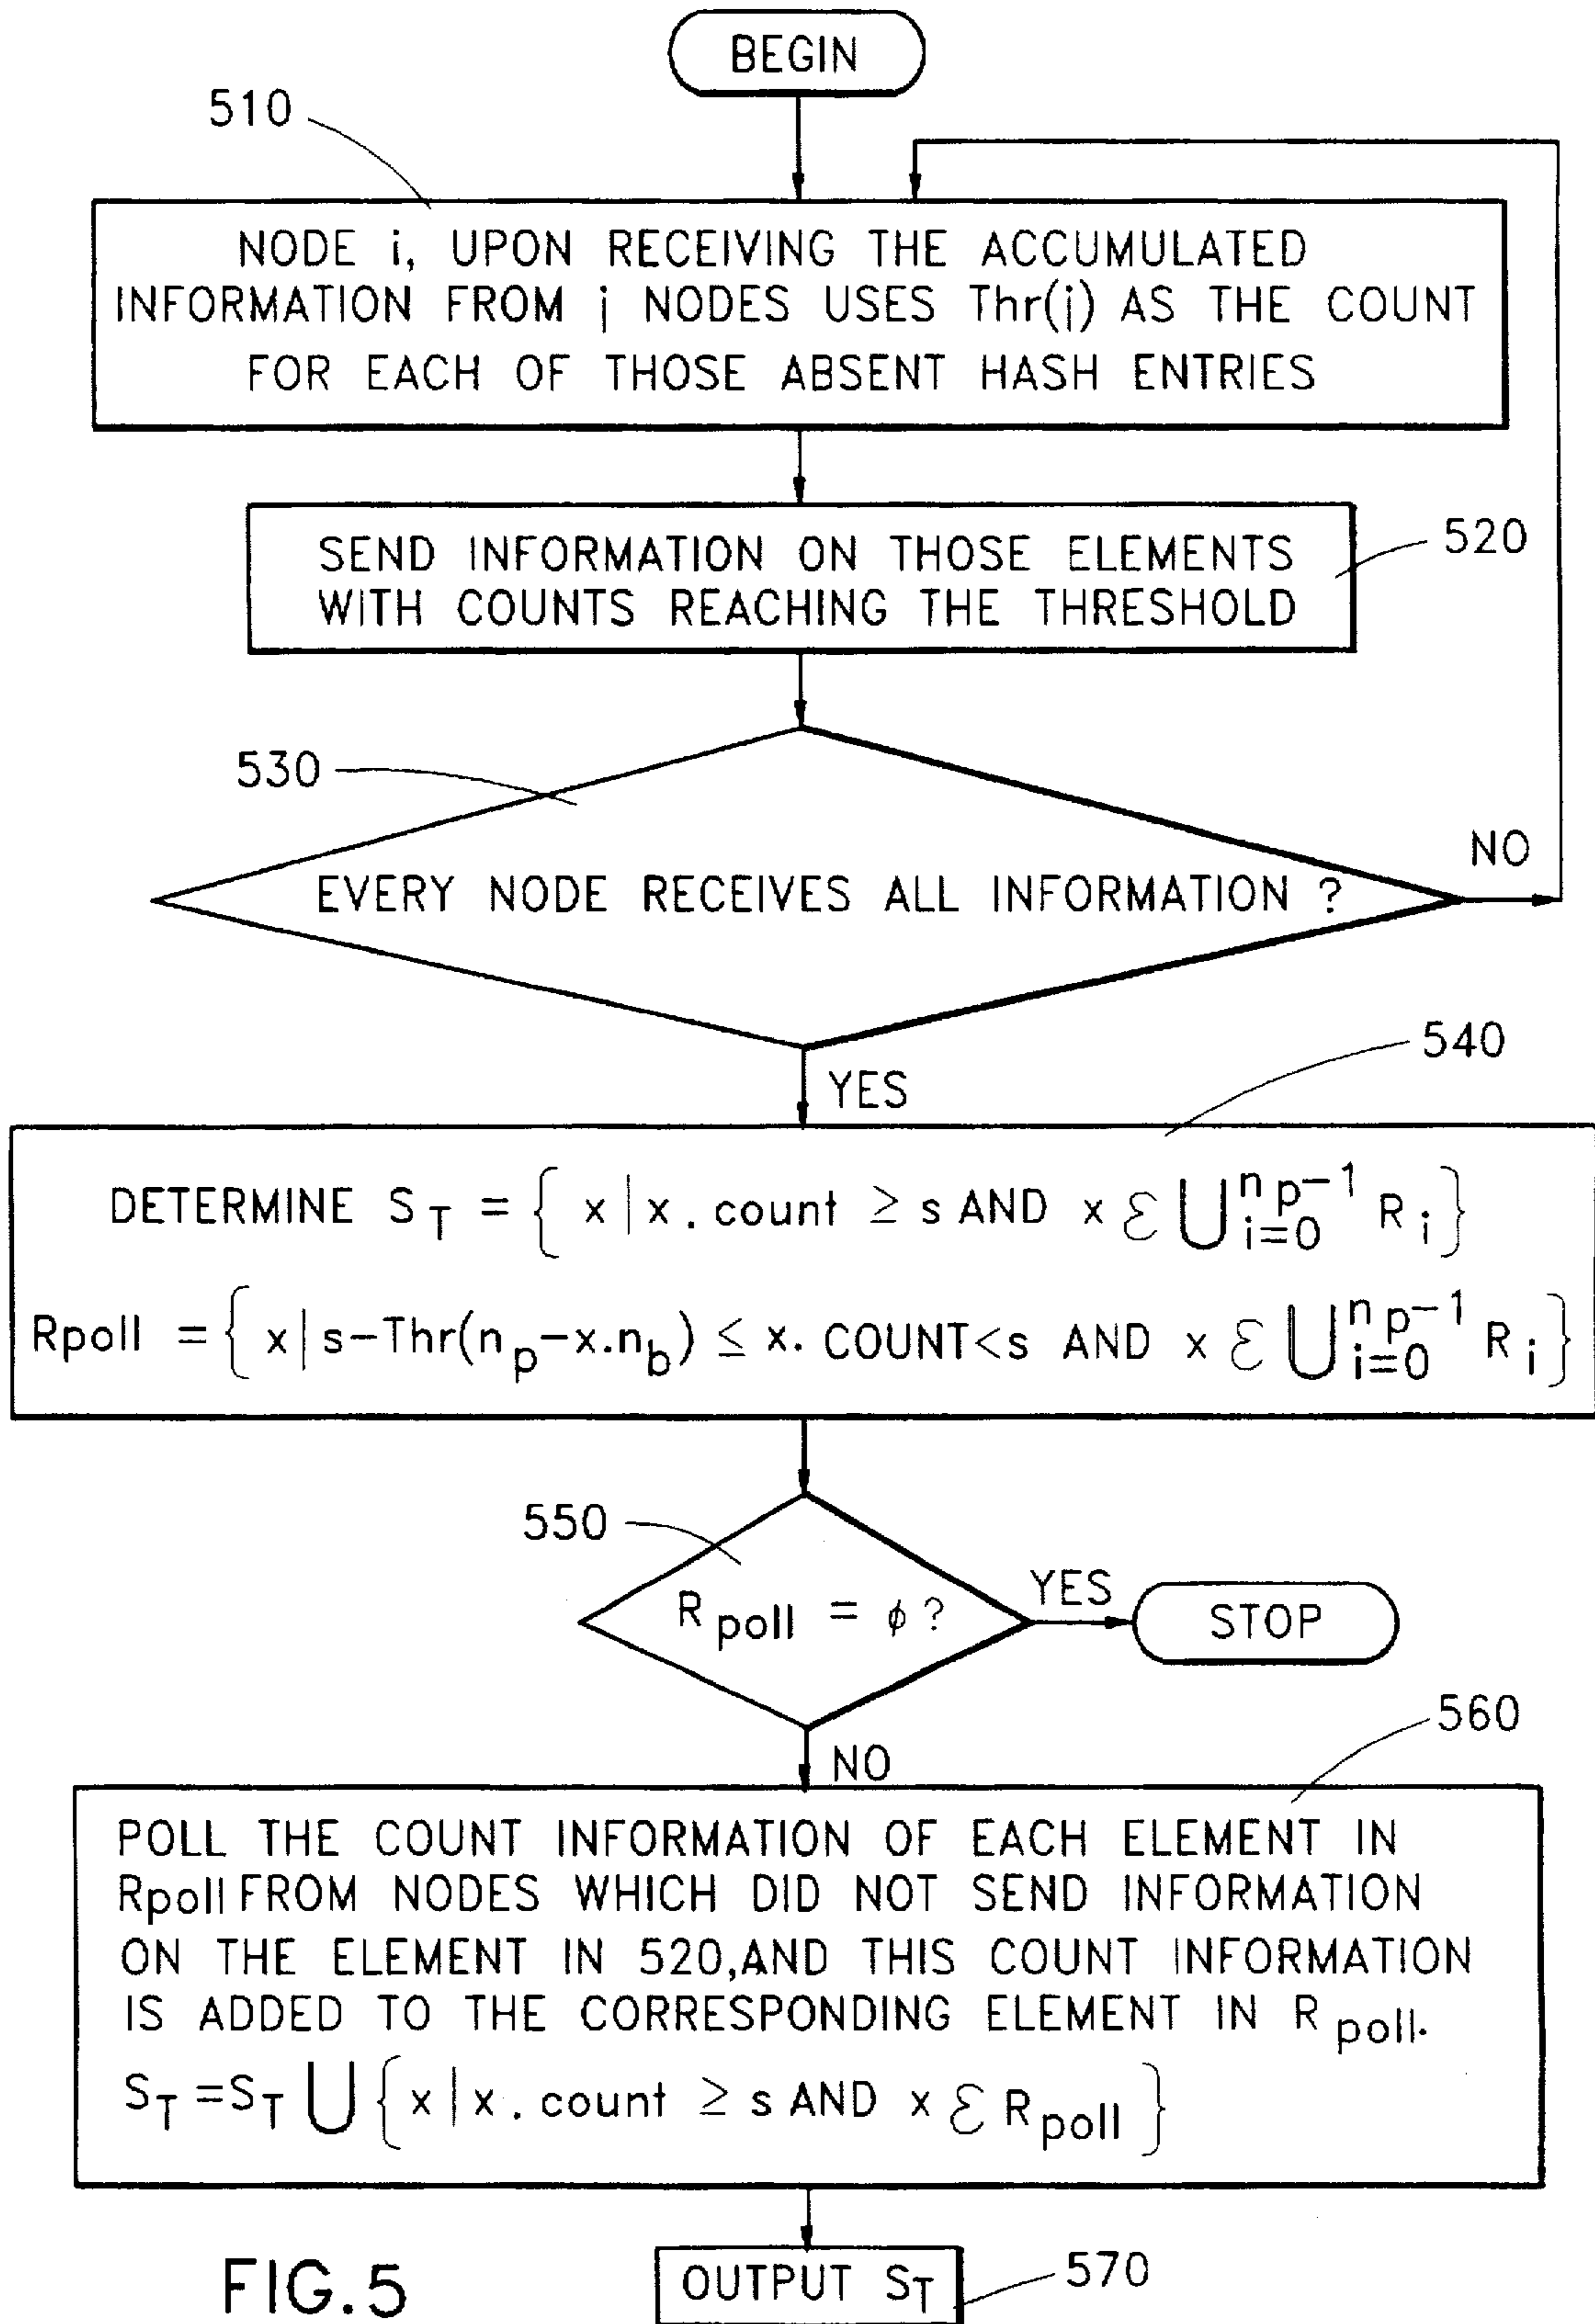 BEGIN
510
NODE i, UPON RECEIVING THE ACCUMULATED
INFORMATION FROM j NODES USES Thr(j) AS THE COUNT
FOR EACH OF THOSE ABSENT HASH ENTRIES
SEND INFORMATION ON THOSE ELEMENTS
WITH COUNTS REACHING THE THRESHOLD
520
530
EVERY NODE RECEIVES ALL INFORMATION ?
NO
YES
540
DETERMINE S_T = { x | x . count ≥ s AND x ε ⋃_{i=0}^{n_p-1} R_i }
Rpoll = { x | s-Thr(n_p-x.n_b) ≤ x. COUNT<s AND x ε ⋃_{i=0}^{n_p-1} R_i }
550
R_poll = ϕ ?
YES
STOP
NO
560
POLL THE COUNT INFORMATION OF EACH ELEMENT IN
Rpoll FROM NODES WHICH DID NOT SEND INFORMATION
ON THE ELEMENT IN 520,AND THIS COUNT INFORMATION
IS ADDED TO THE CORRESPONDING ELEMENT IN R_poll.
S_T =S_T ⋃ { x | x . count ≥ s AND x ε R_poll }
OUTPUT S_T
570
FIG. 5